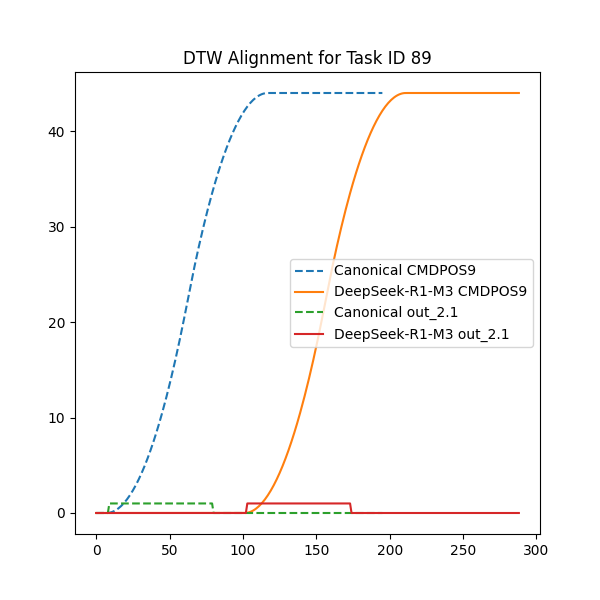 DTW Alignment for Task ID 89
40
30
20
10
0
Canonical CMDPOS9
DeepSeek-R1-M3 CMDPOS9
Canonical out_2.1
DeepSeek-R1-M3 out_2.1
0 50 100 150 200 250 300